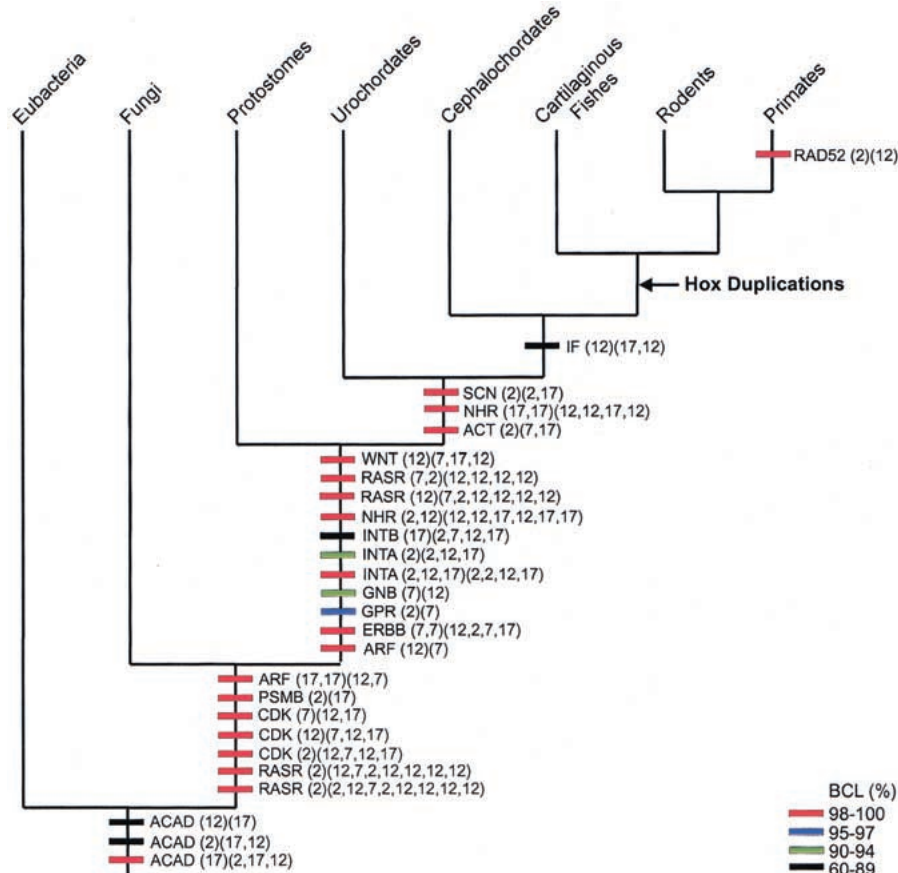 Eubacteria
Fungi
Protostomes
Urochordates
Cephalochordates
Cartilaginous
Fishes
Rodents
Primates
RAD52 (2)(12)
Hox Duplications
IF (12)(17,12)
SCN (2)(2,17)
NHR (17,17)(12,12,17,12)
ACT (2)(7,17)
WNT (12)(7,17,12)
RASR (7,2)(12,12,12,12)
RASR (12)(7,2,12,12,12,12)
NHR (2,12)(12,12,17,12,17,17)
INTB (17)(2,7,12,17)
INTA (2)(2,12,17)
INTA (2,12,17)(2,2,12,17)
GNB (7)(12)
GPR (2)(7)
ERBB (7,7)(12,2,7,17)
ARF (12)(7)
ARF (17,17)(12,7)
PSMB (2)(17)
CDK (7)(12,17)
CDK (12)(7,12,17)
CDK (2)(12,7,12,17)
RASR (2)(12,7,2,12,12,12,12)
RASR (2)(2,12,7,2,12,12,12,12)
ACAD (12)(17)
ACAD (2)(17,12)
ACAD (17)(2,17,12)
BCL (%)
98-100
95-97
90-94
60-89